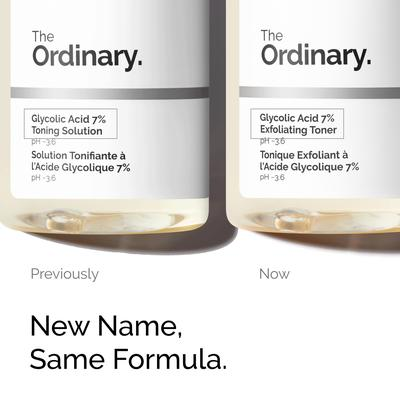 The
Ordinary.
Glycolic Acid 7%
Toning Solution
pH ~3.6
Solution Tonifiante à
l'Acide Glycolique 7%
pH ~3.6
The
Ordinary.
Glycolic Acid 7%
Exfoliating Toner
pH ~3.6
Tonique Exfoliant à
l'Acide Glycolique 7%
pH ~3.6
Previously
Now
New Name,
Same Formula.